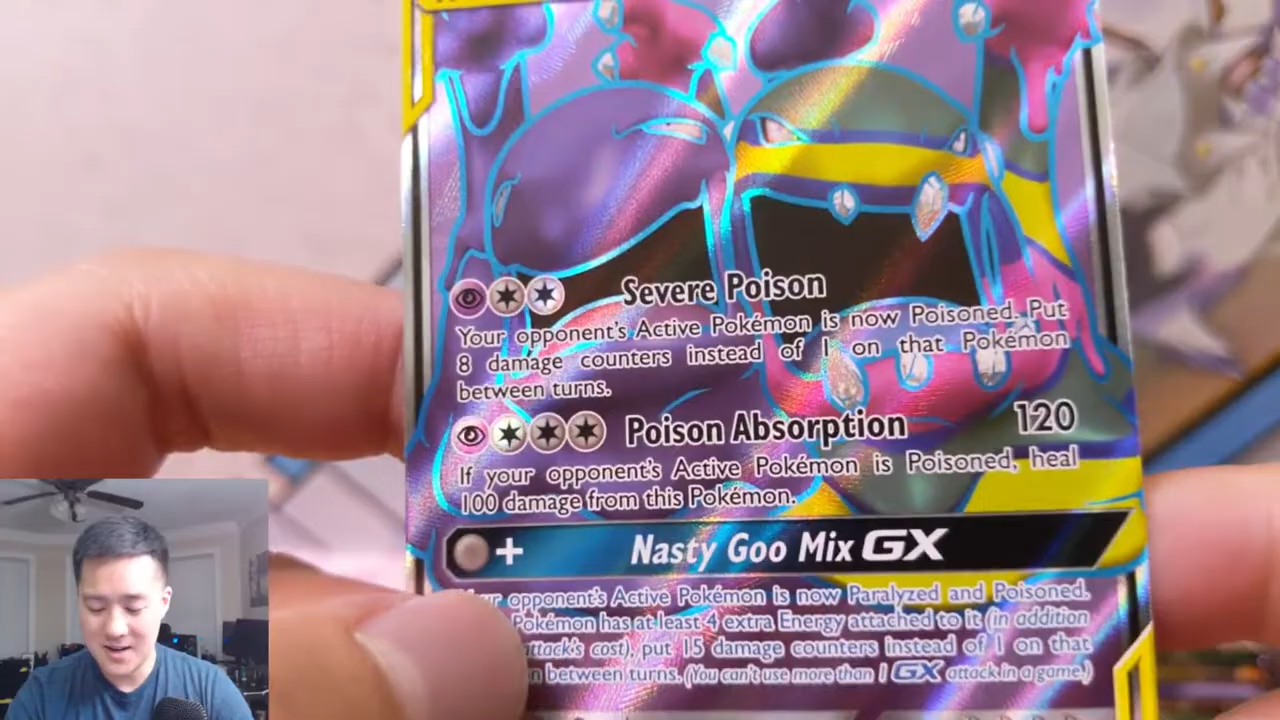 Severe Poison
Your opponent's Active Pokémon is now Poisoned. Put
8 damage counters instead of 1 on that Pokémon
between turns.
Poison Absorption 120
If your opponent's Active Pokémon is Poisoned, heal
100 damage from this Pokémon.
+ Nasty Goo Mix GX
opponent's Active Pokémon is now Paralyzed and Poisoned.
Pokémon has at least 4 extra Energy attached to it (in addition
attack's cost), put 15 damage counters instead of 1 on that
between turns. (You can't use more than 1 GX attack in a game.)